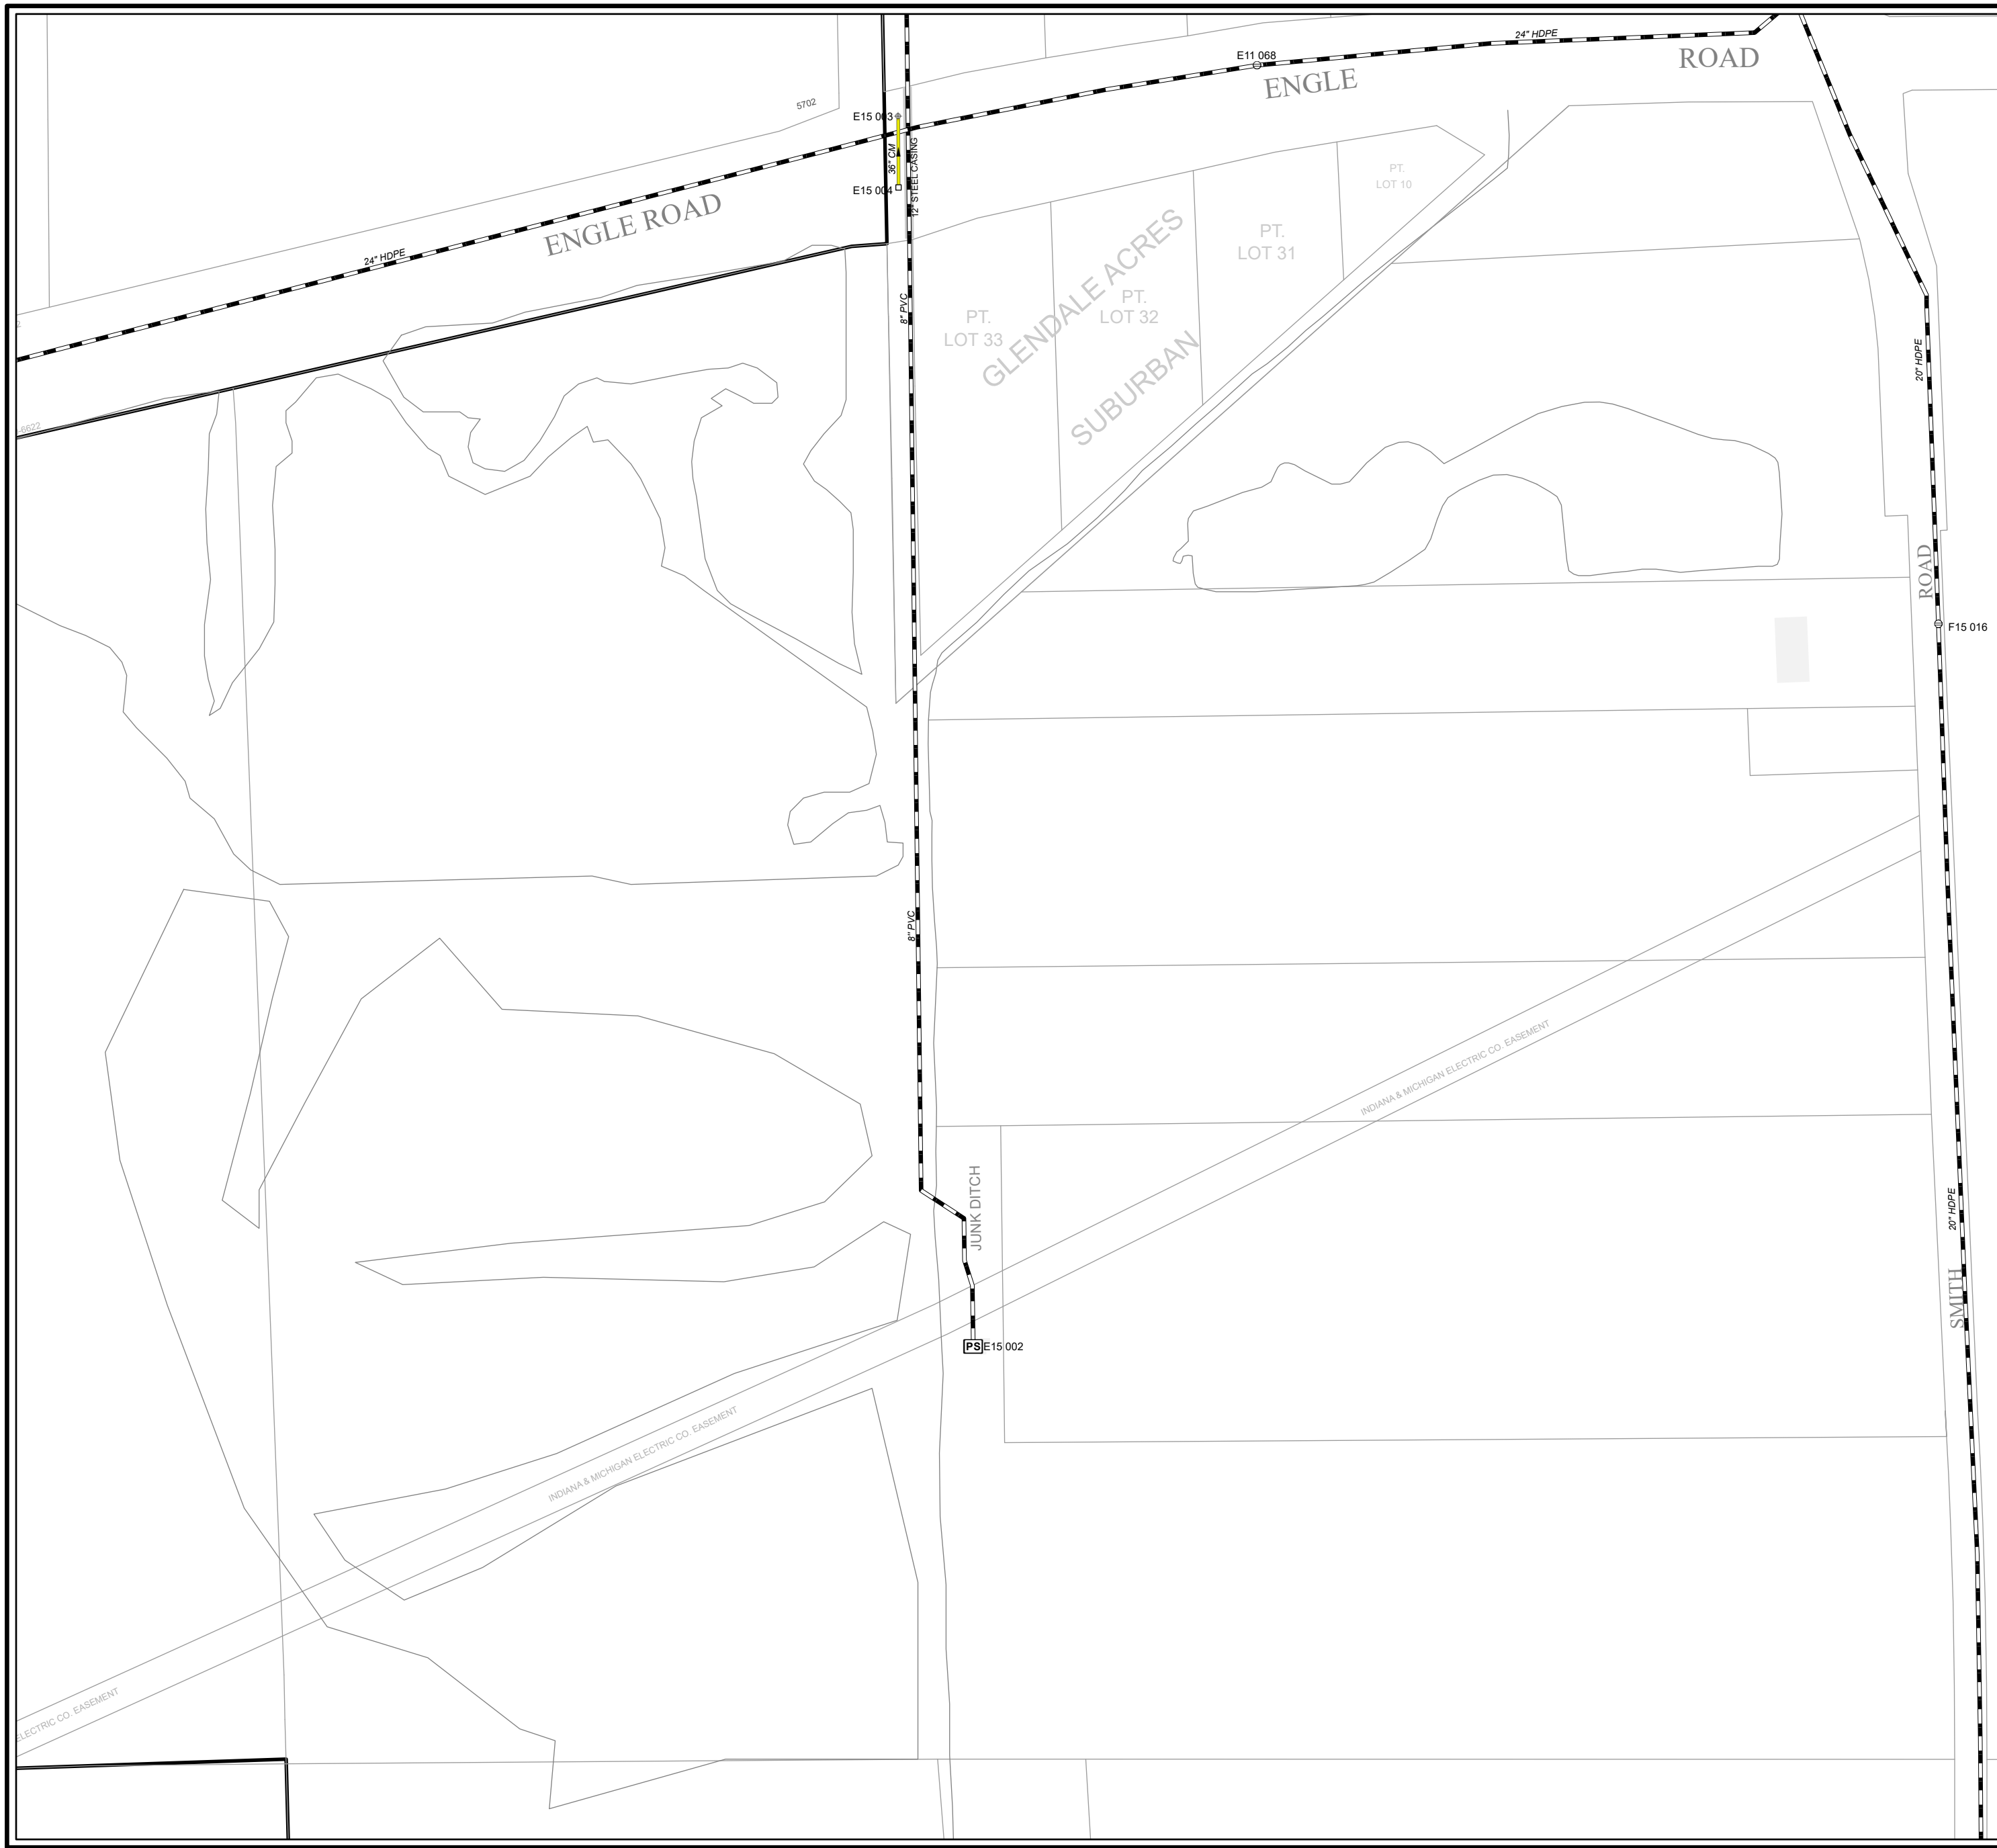 24" HDPE
E11 068
ROAD
ENGLE
5702
E15 003
36" CM
12" STEEL CASING
E15 004
ENGLE ROAD
24" HDPE
PT.
LOT 10
PT.
LOT 31
PT.
LOT 32
PT.
LOT 33
GLENDALE ACRES
SUBURBAN
8" PVC
20" HDPE
2
-6622
ROAD
F15 016
8" PVC
INDIANA & MICHIGAN ELECTRIC CO. EASEMENT
JUNK DITCH
20" HDPE
SMITH
PS E15 002
INDIANA & MICHIGAN ELECTRIC CO. EASEMENT
ELECTRIC CO. EASEMENT